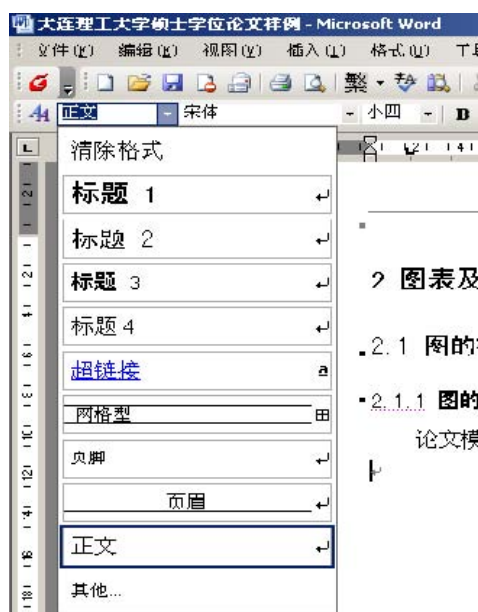 大连理工大学硕士学位论文样例 - Microsoft Word
文件(F) 编辑(E) 视图(V) 插入(I) 格式(O)
正文 宋体 小四 B
清除格式
标题 1
标题 2
标题 3
标题 4
超链接 a
网格型
页脚
页眉
正文
其他...
2 图表及
2.1 图的
2.1.1 图的
论文模